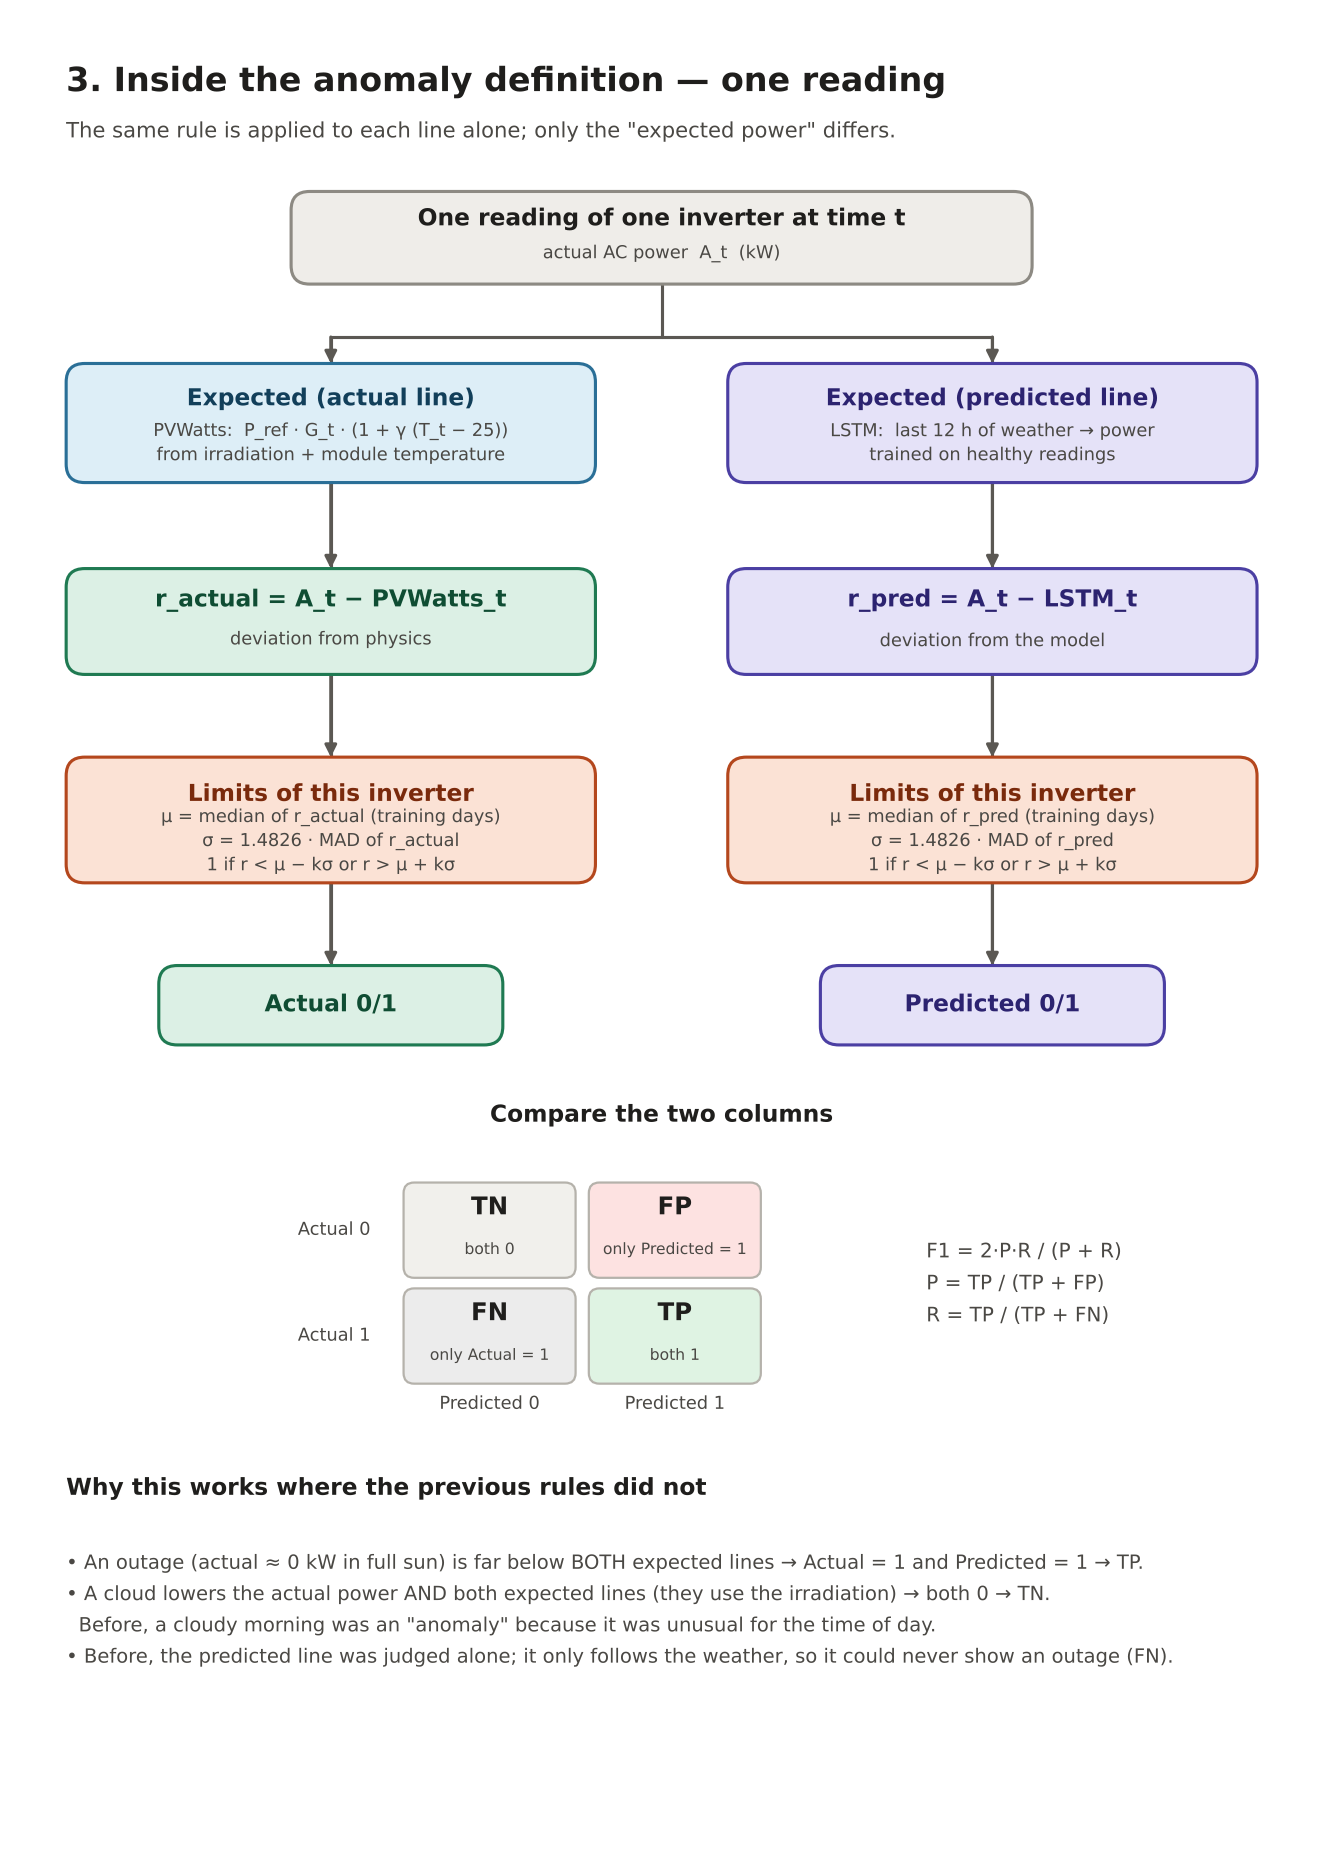 3. Inside the anomaly definition — one reading
The same rule is applied to each line alone; only the "expected power" differs.
One reading of one inverter at time t
actual AC power  A_t  (kW)
Expected (actual line)
PVWatts:  P_ref · G_t · (1 + γ (T_t − 25))
from irradiation + module temperature
Expected (predicted line)
LSTM:  last 12 h of weather → power
trained on healthy readings
r_actual = A_t − PVWatts_t
deviation from physics
r_pred = A_t − LSTM_t
deviation from the model
Limits of this inverter
μ = median of r_actual (training days)
σ = 1.4826 · MAD of r_actual
1 if r < μ − kσ or r > μ + kσ
Limits of this inverter
μ = median of r_pred (training days)
σ = 1.4826 · MAD of r_pred
1 if r < μ − kσ or r > μ + kσ
Actual 0/1
Predicted 0/1
Compare the two columns
Actual 0
TN
both 0
FP
only Predicted = 1
Actual 1
FN
only Actual = 1
TP
both 1
Predicted 0
Predicted 1
F1 = 2·P·R / (P + R)
P = TP / (TP + FP)
R = TP / (TP + FN)
Why this works where the previous rules did not
• An outage (actual ≈ 0 kW in full sun) is far below BOTH expected lines → Actual = 1 and Predicted = 1 → TP.
• A cloud lowers the actual power AND both expected lines (they use the irradiation) → both 0 → TN.
Before, a cloudy morning was an "anomaly" because it was unusual for the time of day.
• Before, the predicted line was judged alone; it only follows the weather, so it could never show an outage (FN).